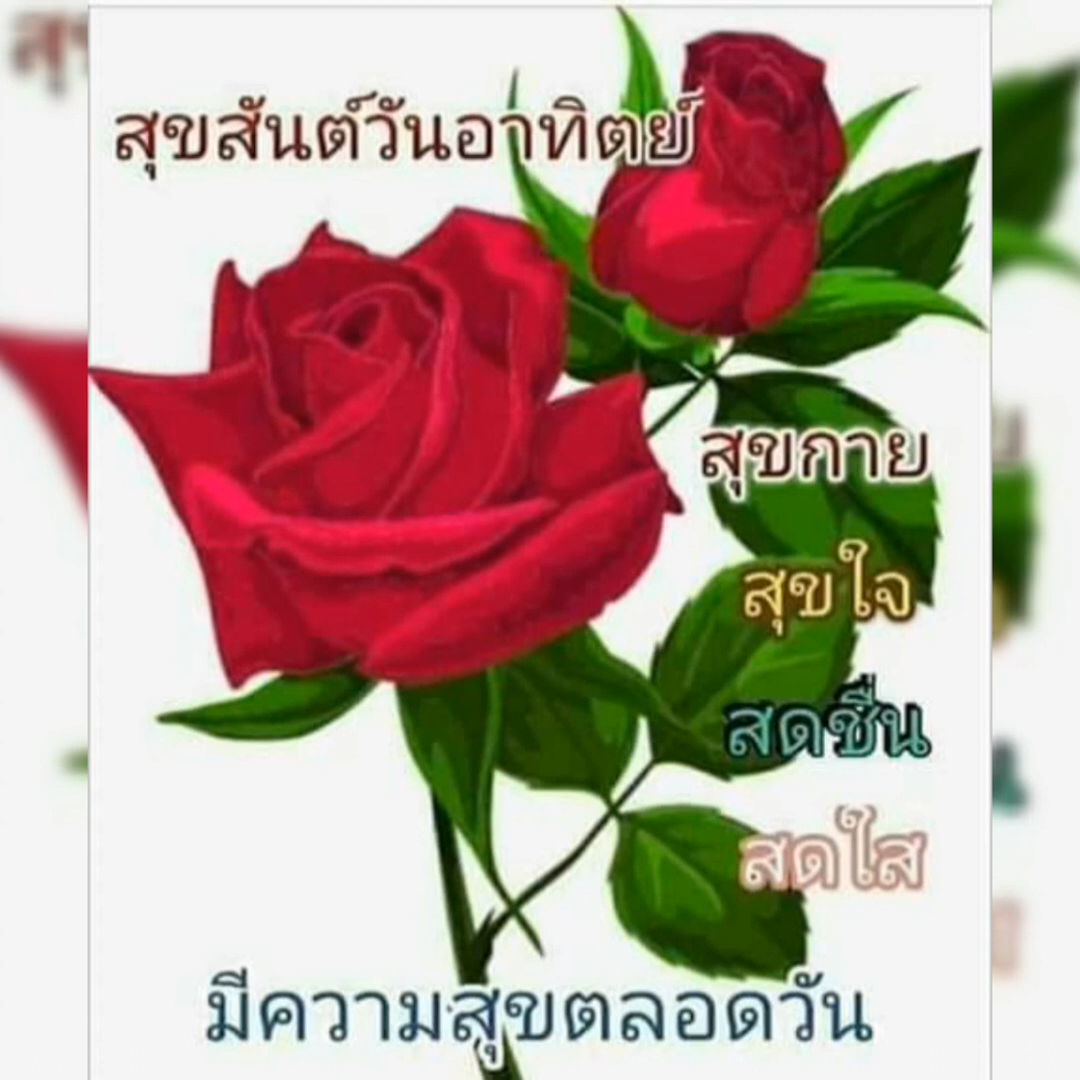 สุขสันต์วันอาทิตย์
สุขกาย
สุขใจ
สดชื่น
สดใส
มีความสุขตลอดวัน